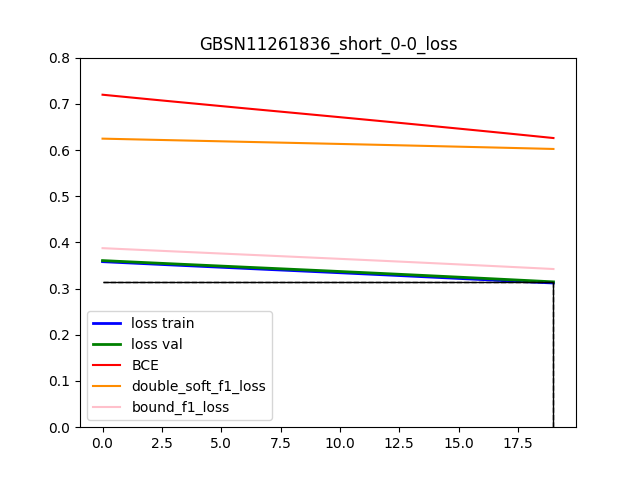 GBSN11261836_short_0-0_loss
0.8
0.7
0.6
0.5
0.4
0.3
0.2
0.1
0.0
loss train
loss val
BCE
double_soft_f1_loss
bound_f1_loss
0.0 2.5 5.0 7.5 10.0 12.5 15.0 17.5